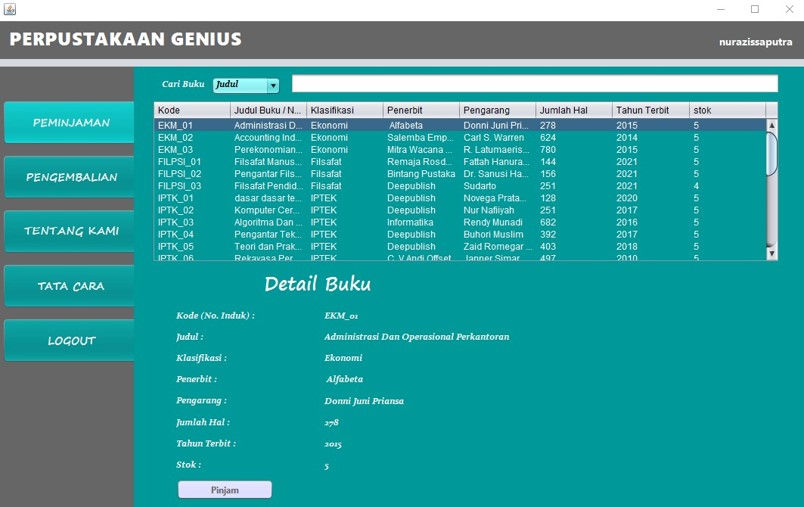 PERPUSTAKAAN GENIUS
nurazissaputra
Cari Buku Judul
PEMINJAMAN
PENGEMBALIAN
TENTANG KAMI
TATA CARA
LOGOUT
Kode Judul Buku / N... Klasifikasi Penerbit Pengarang Jumlah Hal Tahun Terbit stok
EKM_01 Administrasi D... Ekonomi Alfabeta Donni Juni Pri... 278 2015 5
EKM_02 Accounting Ind... Ekonomi Salemba Emp... Carl S. Warren 624 2014 5
EKM_03 Perekonomian... Ekonomi Mitra Wacana ... R. Latumaeris... 780 2015 5
FILPSI_01 Filsafat Manus... Filsafat Remaja Rosd... Fattah Hanura... 144 2021 5
FILPSI_02 Pengantar Fils... Filsafat Bintang Pustaka Dr. Sanusi Ha... 156 2021 5
FILPSI_03 Filsafat Pendid... Filsafat Deepublish Sudarto 251 2021 4
IPTK_01 dasar dasar te... IPTEK Deepublish Novega Prata... 128 2020 5
IPTK_02 Komputer Cer... IPTEK Deepublish Nur Nafiiyah 251 2017 5
IPTK_03 Algoritma Dan ... IPTEK Informatika Rendy Munadi 682 2016 5
IPTK_04 Pengantar Tek... IPTEK Deepublish Buhori Muslim 392 2017 5
IPTK_05 Teori dan Prak... IPTEK Deepublish Zaid Romegar ... 403 2018 5
IPTK_06 Rekayasa Per... IPTEK C. V Andi Offset Janner Simar... 497 2010 5
Detail Buku
Kode (No. Induk) : EKM_01
Judul : Administrasi Dan Operasional Perkantoran
Klasifikasi : Ekonomi
Penerbit : Alfabeta
Pengarang : Donni Juni Priansa
Jumlah Hal : 278
Tahun Terbit : 2015
Stok : 5
Pinjam